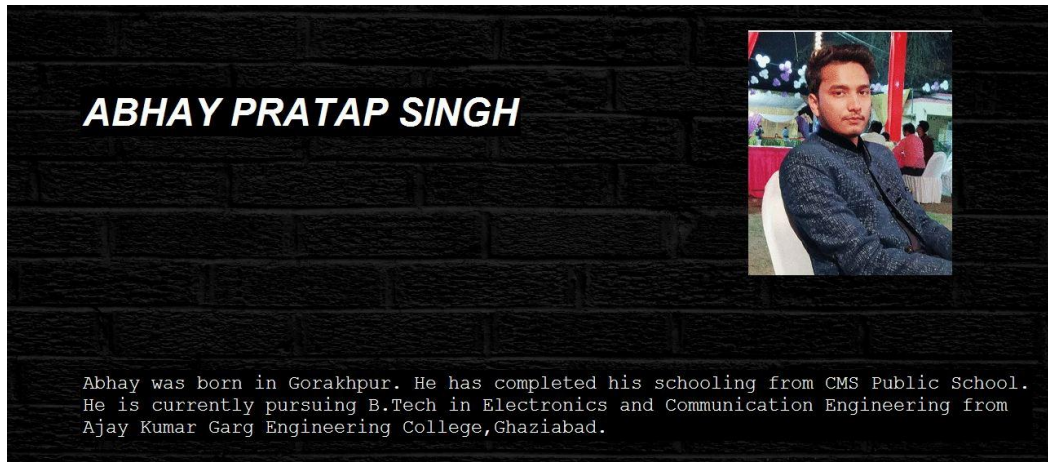 ABHAY PRATAP SINGH
Abhay was born in Gorakhpur. He has completed his schooling from CMS Public School.
He is currently pursuing B.Tech in Electronics and Communication Engineering from
Ajay Kumar Garg Engineering College,Ghaziabad.